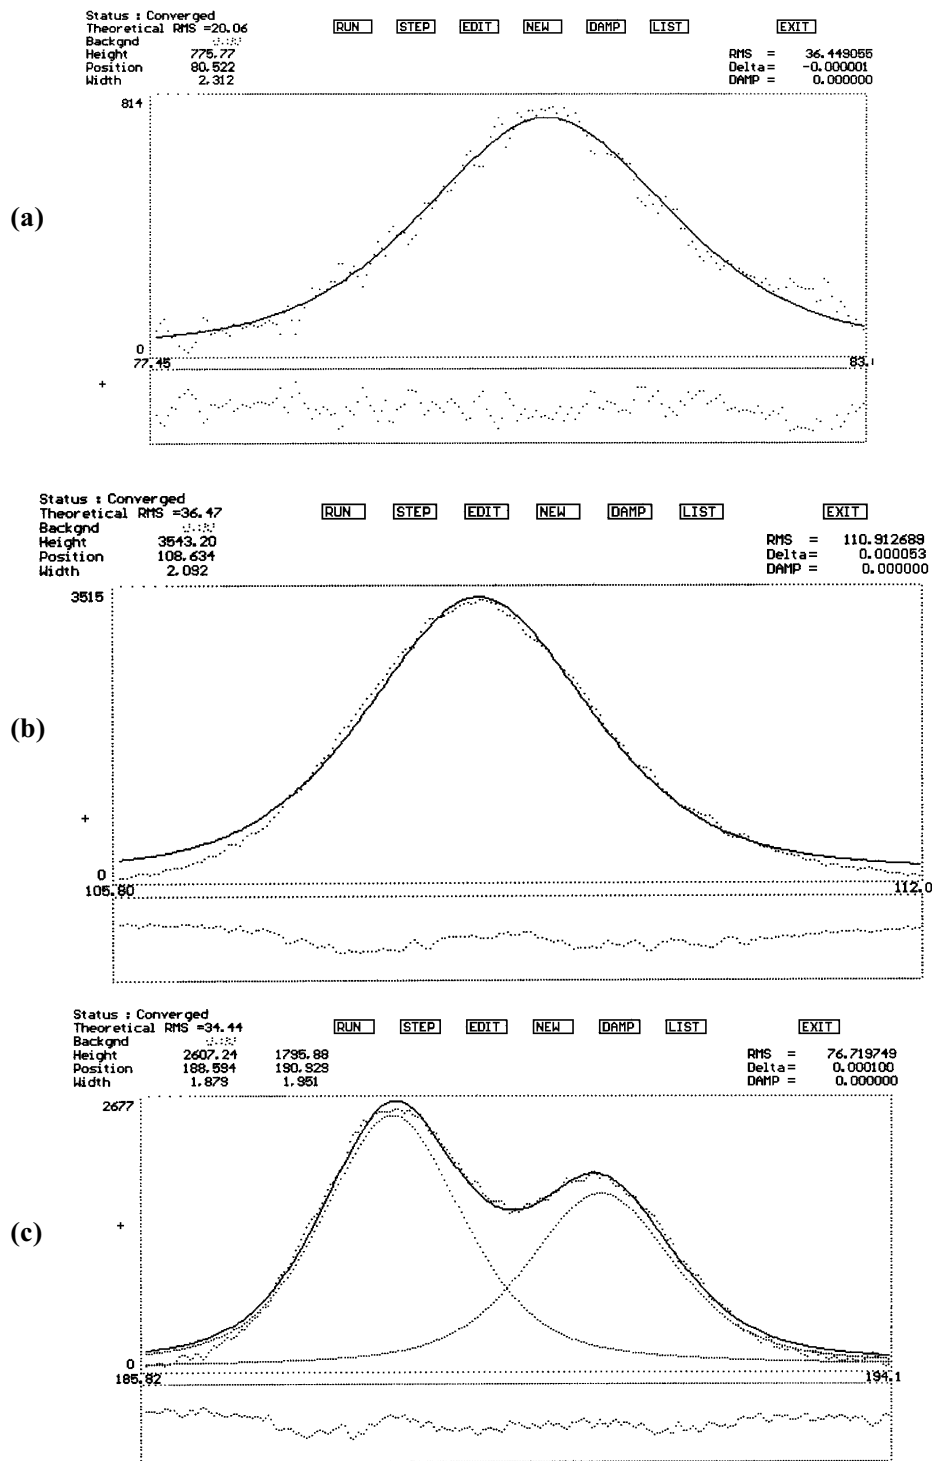 Status : Converged
Theoretical RMS =20.06
RUN STEP EDIT NEW DAMP LIST EXIT
Backgnd
Height 775.77
Position 80.522
Width 2.312
RMS = 36.449055
Delta= -0.000001
DAMP = 0.000000
814
(a)
0
77.45
+
Status : Converged
Theoretical RMS =36.47
RUN STEP EDIT NEW DAMP LIST EXIT
Backgnd
Height 3543.20
Position 108.634
Width 2.092
RMS = 110.912689
Delta= 0.000053
DAMP = 0.000000
3515
(b)
+
0
105.80 112.0
Status : Converged
Theoretical RMS =34.44
RUN STEP EDIT NEW DAMP LIST EXIT
Backgnd
Height 2607.24 1795.88
Position 188.594 190.929
Width 1.879 1.951
RMS = 76.719749
Delta= 0.000100
DAMP = 0.000000
2677
(c)
+
0
185.82 194.1